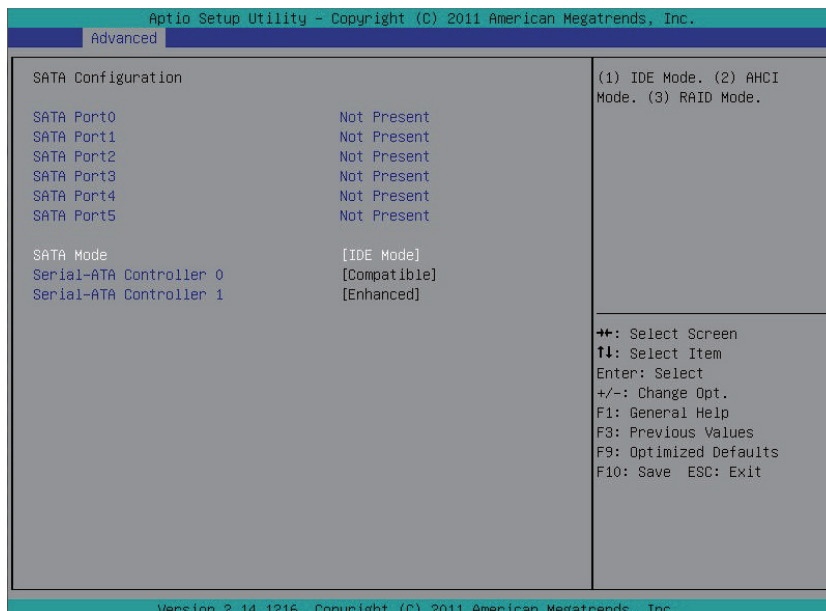 Aptio Setup Utility – Copyright (C) 2011 American Megatrends, Inc.
Advanced
SATA Configuration
SATA Port0 Not Present
SATA Port1 Not Present
SATA Port2 Not Present
SATA Port3 Not Present
SATA Port4 Not Present
SATA Port5 Not Present
SATA Mode [IDE Mode]
Serial-ATA Controller 0 [Compatible]
Serial-ATA Controller 1 [Enhanced]
(1) IDE Mode. (2) AHCI
Mode. (3) RAID Mode.
→←: Select Screen
↑↓: Select Item
Enter: Select
+/-: Change Opt.
F1: General Help
F3: Previous Values
F9: Optimized Defaults
F10: Save ESC: Exit
Version 2.14.1216. Copyright (C) 2011 American Megatrends, Inc.